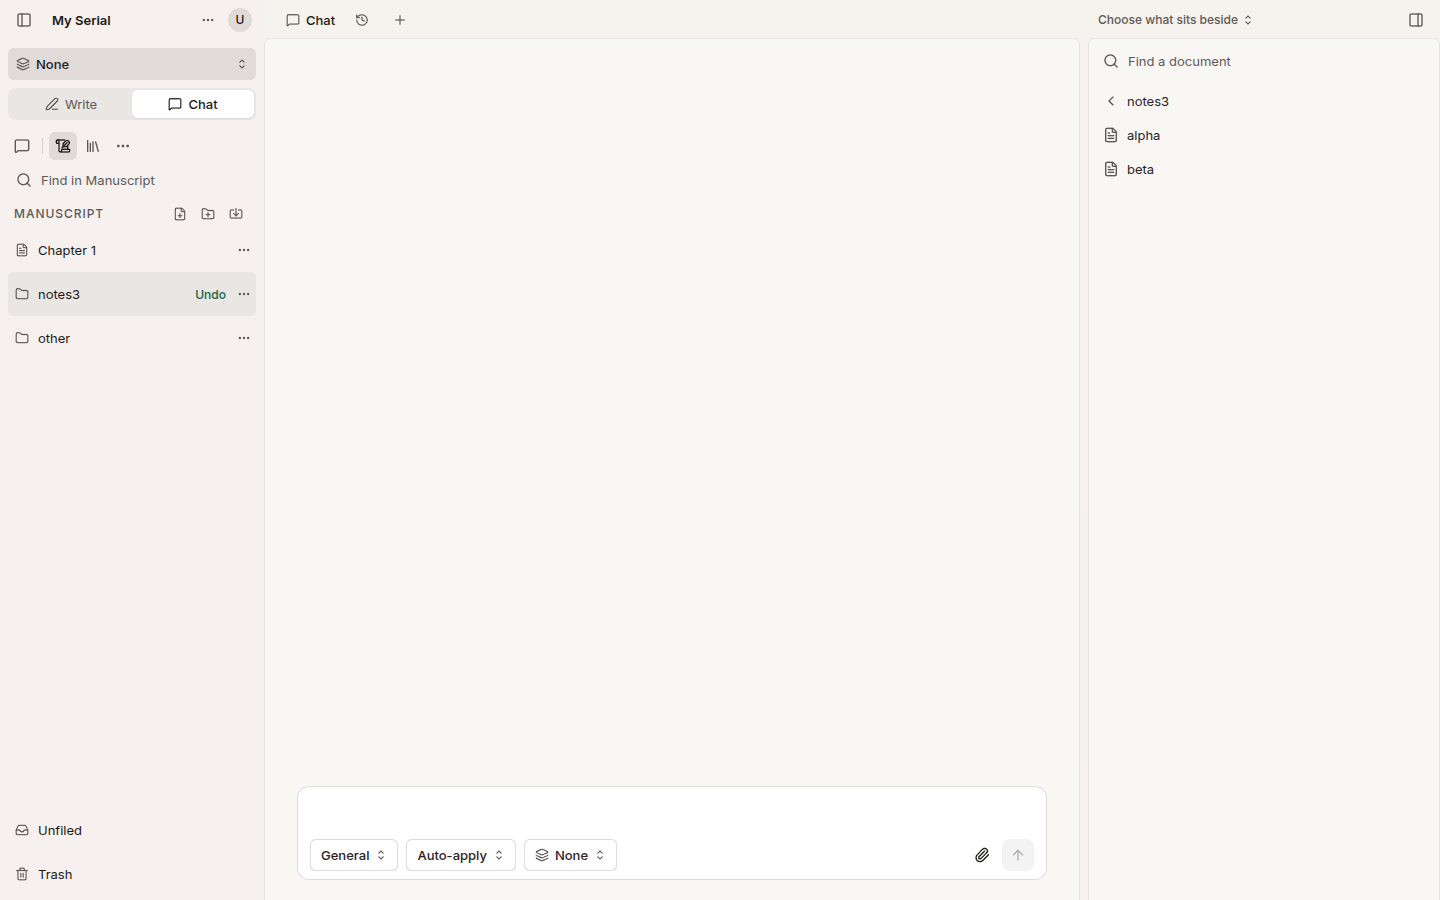 My Serial
U
None
Write
Chat
Find in Manuscript
MANUSCRIPT
Chapter 1
notes3
Undo
other
Unfiled
Trash
Chat
General
Auto-apply
None
Choose what sits beside
Find a document
notes3
alpha
beta